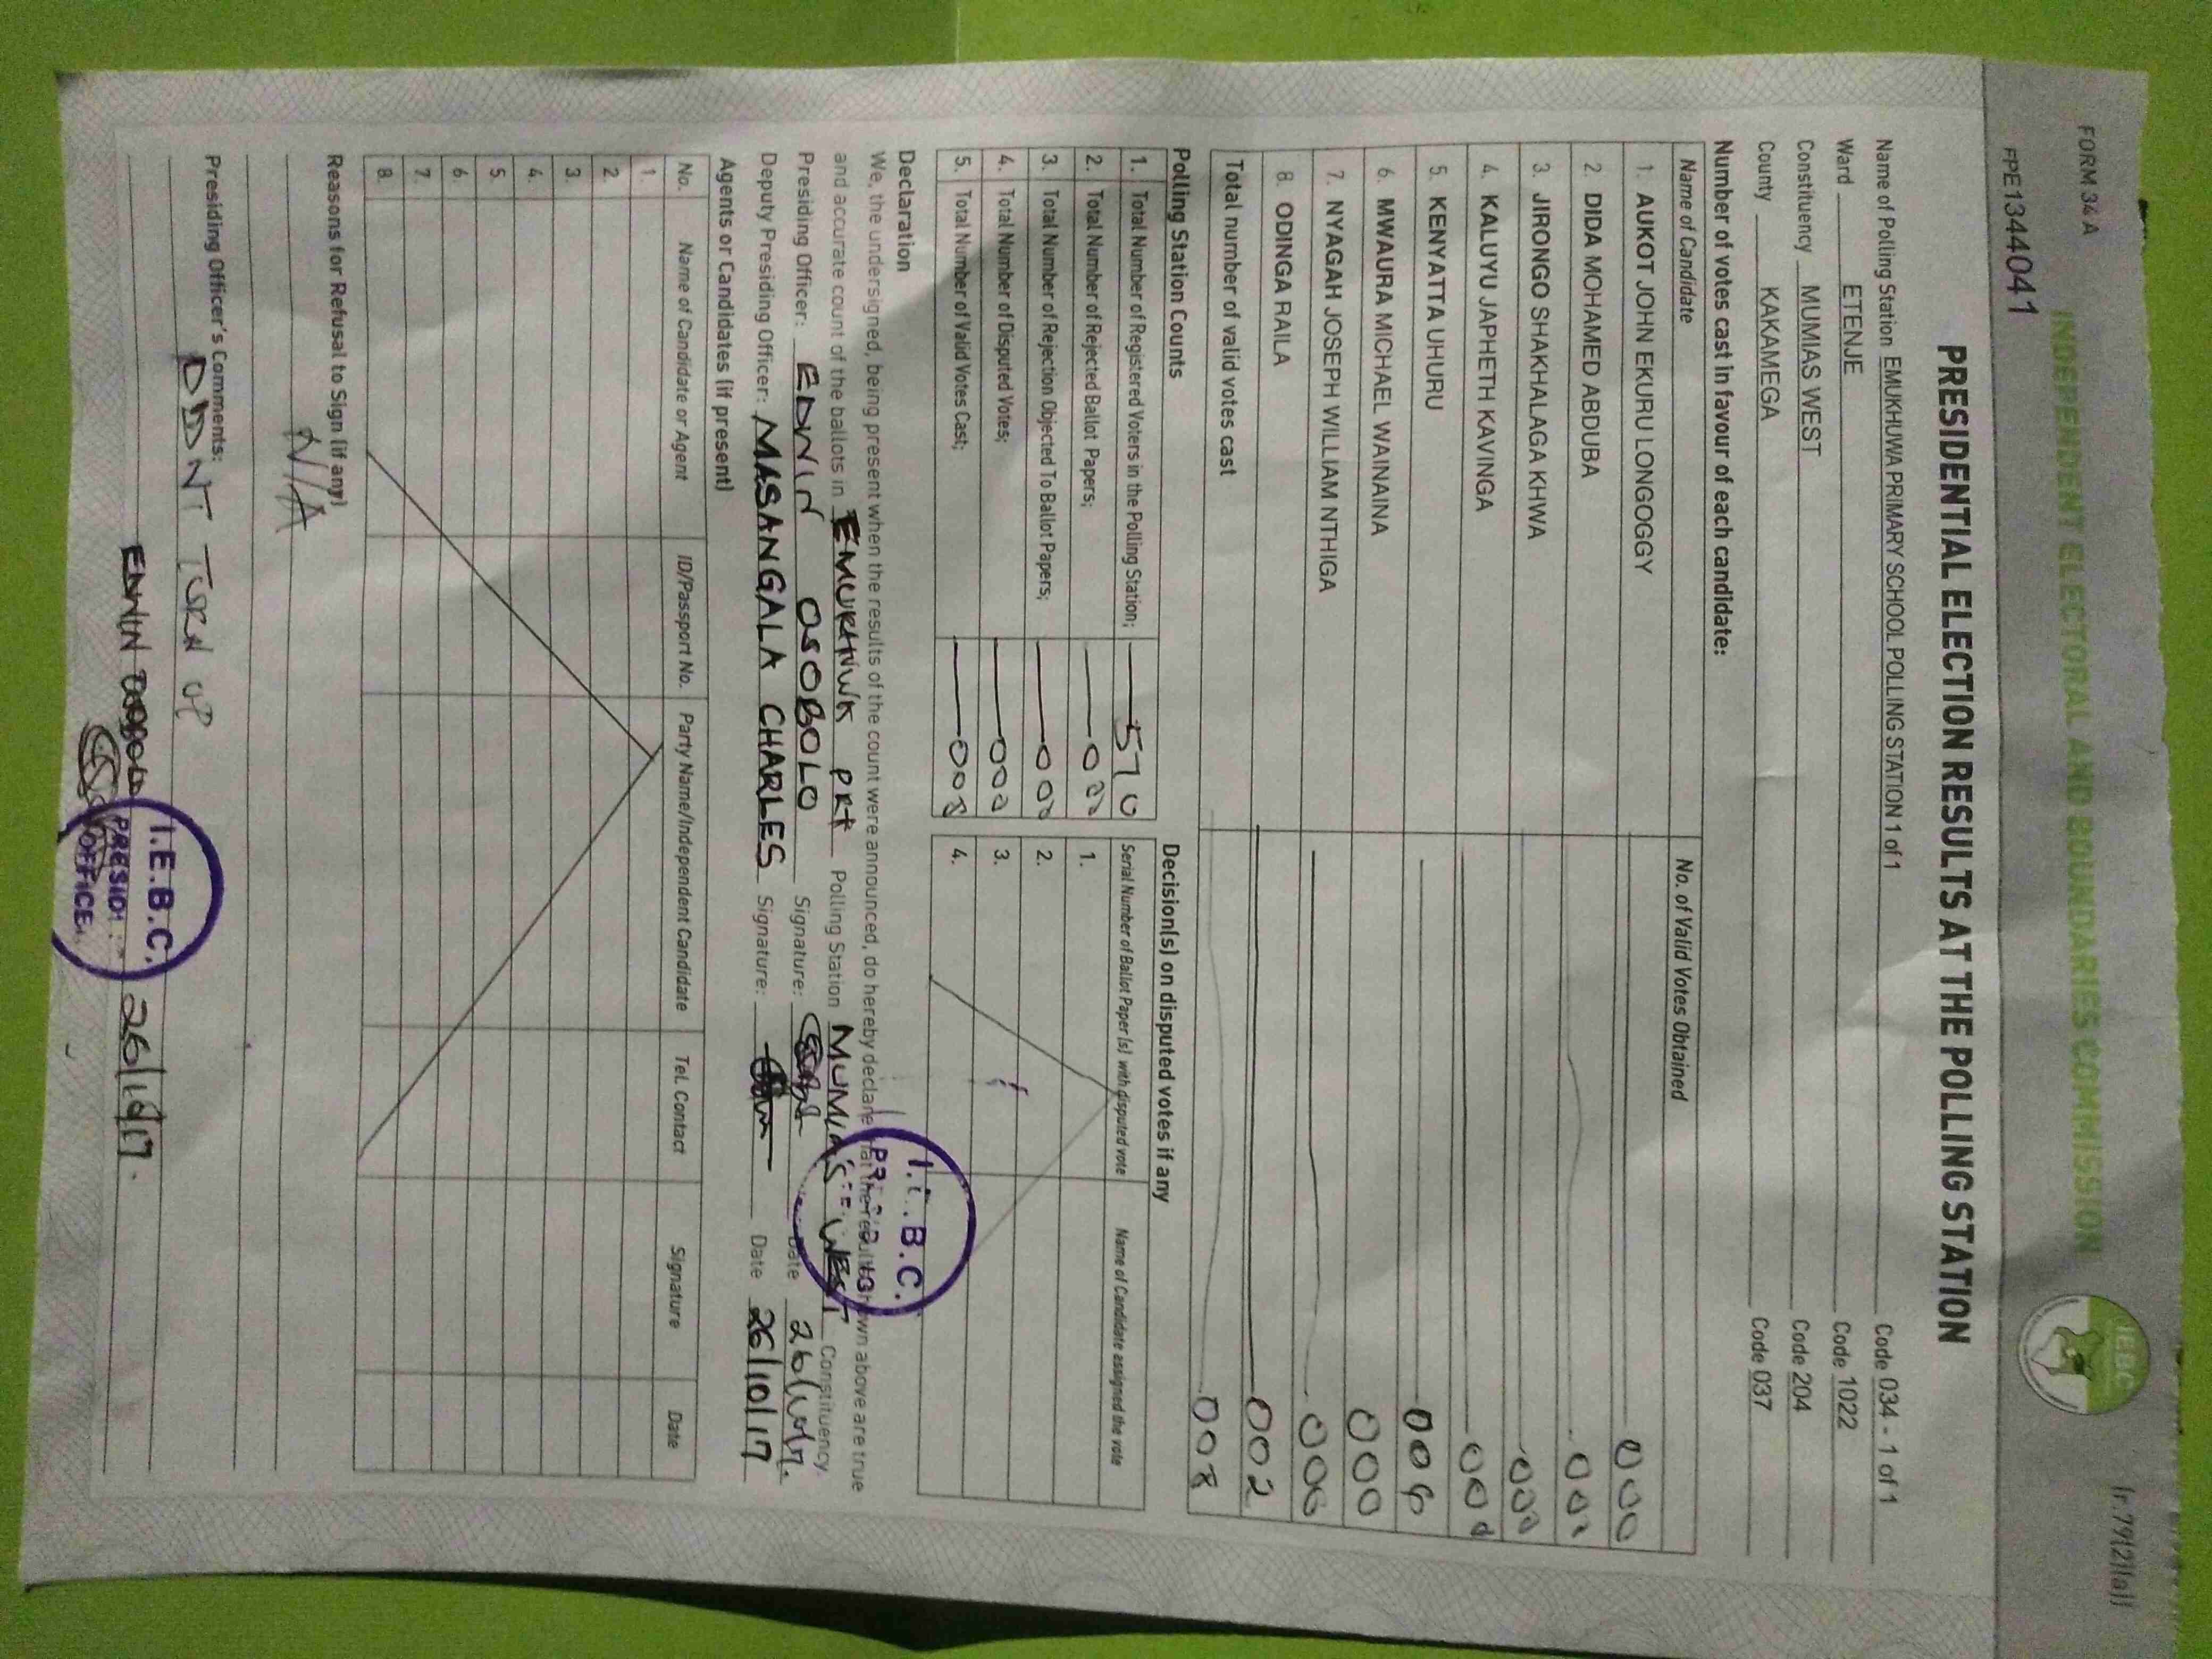 FORM 34 A
(r.79(2)(a))
INDEPENDENT ELECTORAL AND BOUNDARIES COMMISSION
IEBC
PPE1344041
PRESIDENTIAL ELECTION RESULTS AT THE POLLING STATION
Name of Polling Station EMUKHUWA PRIMARY SCHOOL POLLING STATION 1 of 1 Code 034 - 1 of 1
Ward ETENJE Code 1022
Constituency MUMIAS WEST Code 204
County KAKAMEGA Code 037
Number of votes cast in favour of each candidate:
Name of Candidate No. of Valid Votes Obtained
1. AUKOT JOHN EKURU LONGOGGY 000
2. DIDA MOHAMED ABDUBA 000
3. JIRONGO SHAKHALAGA KHWA 000
4. KALUYU JAPHETH KAVINGA 000
5. KENYATTA UHURU 006
6. MWAURA MICHAEL WAINAINA 000
7. NYAGAH JOSEPH WILLIAM NTHIGA 000
8. ODINGA RAILA 002
Total number of valid votes cast 008
Polling Station Counts
1. Total Number of Registered Voters in the Polling Station; 570
2. Total Number of Rejected Ballot Papers; 000
3. Total Number of Rejection Objected To Ballot Papers; 000
4. Total Number of Disputed Votes; 000
5. Total Number of Valid Votes Cast; 008
Decision(s) on disputed votes if any
Serial Number of Ballot Paper (s) with disputed vote Name of Candidate assigned the vote
1.
2.
3.
4.
Declaration
We, the undersigned, being present when the results of the count were announced, do hereby declare that the results shown above are true
and accurate count of the ballots in PRI Polling Station MUMIAS WEST Constituency
Presiding Officer: EDWIN OSOBOLO Signature: Date 26/10/17.
Deputy Presiding Officer: MASANGALA CHARLES Signature: Date 26/10/17
I.E.B.C.
Agents or Candidates (if present)
No. Name of Candidate or Agent ID/Passport No. Party Name/Independent Candidate Tel. Contact Signature Date
1.
2.
3.
4.
5.
6.
7.
8.
Reasons for Refusal to Sign (if any)
N/A
Presiding Officer's Comments:
DIDNT TURN UP
26/10/17.
I.E.B.C.
PRESIDI
OFFICE